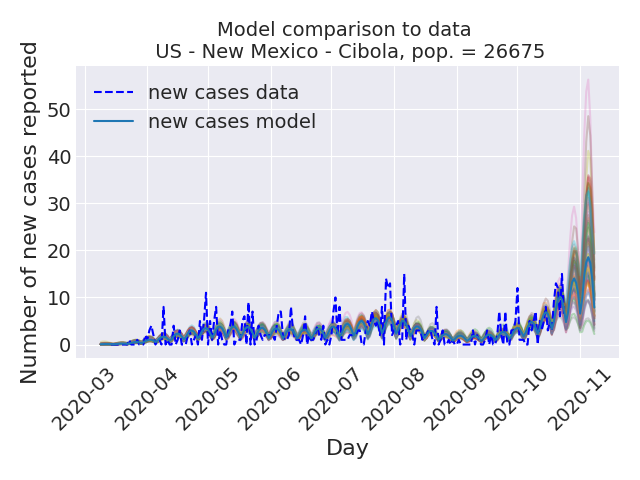 Model comparison to data
US - New Mexico - Cibola, pop. = 26675
new cases data
new cases model
Number of new cases reported
50
40
30
20
10
0
2020-03
2020-04
2020-05
2020-06
2020-07
2020-08
2020-09
2020-10
2020-11
Day